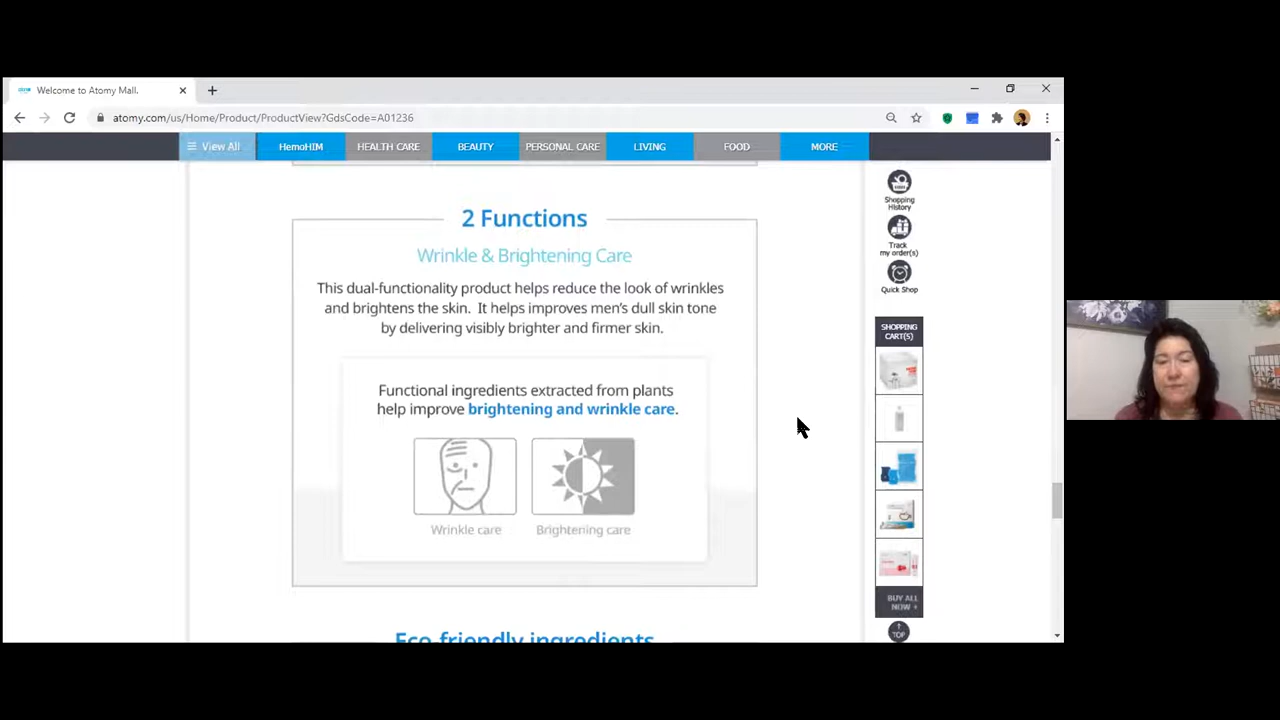 Welcome to Atomy Mall.
atomy.com/us/Home/Product/ProductView?GdsCode=A01236
View All
HemoHIM
HEALTH CARE
BEAUTY
PERSONAL CARE
LIVING
FOOD
MORE
2 Functions
Wrinkle & Brightening Care
This dual-functionality product helps reduce the look of wrinkles
and brightens the skin. It helps improves men's dull skin tone
by delivering visibly brighter and firmer skin.
Functional ingredients extracted from plants
help improve brightening and wrinkle care.
Wrinkle care
Brightening care
Eco friendly ingredients
Shopping
History
Track
my order(s)
Quick Shop
SHOPPING
CART(S)
BUY ALL
NOW +
TOP